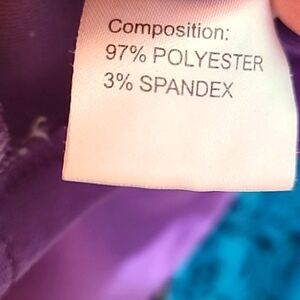 Composition:
97% POLYESTER
3% SPANDEX